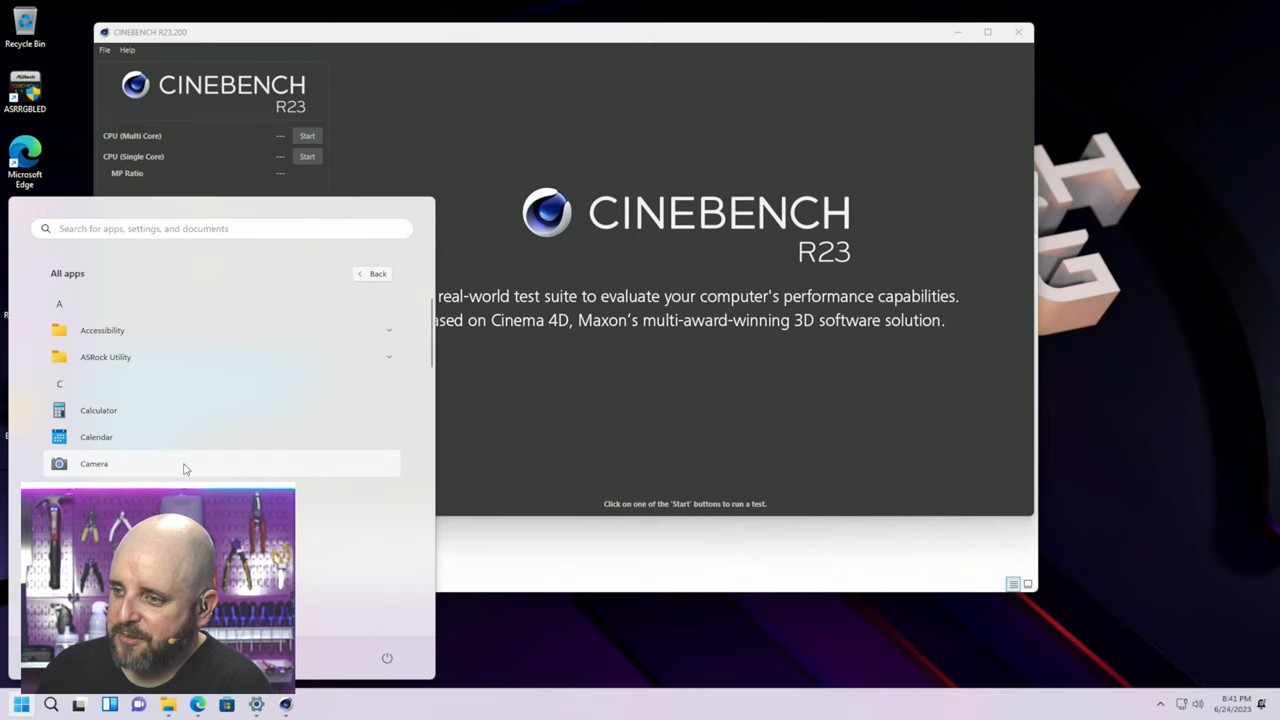 Recycle Bin
ASRRGBLED
Microsoft
Edge
CINEBENCH R23.200
File Help
CINEBENCH
R23
CPU (Multi Core) --- Start
CPU (Single Core) --- Start
MP Ratio ---
CINEBENCH
R23
real-world test suite to evaluate your computer's performance capabilities.
ased on Cinema 4D, Maxon's multi-award-winning 3D software solution.
Click on one of the 'Start' buttons to run a test.
Search for apps, settings, and documents
All apps
Back
A
Accessibility
ASRock Utility
C
Calculator
Calendar
Camera
8:41 PM
6/24/2023